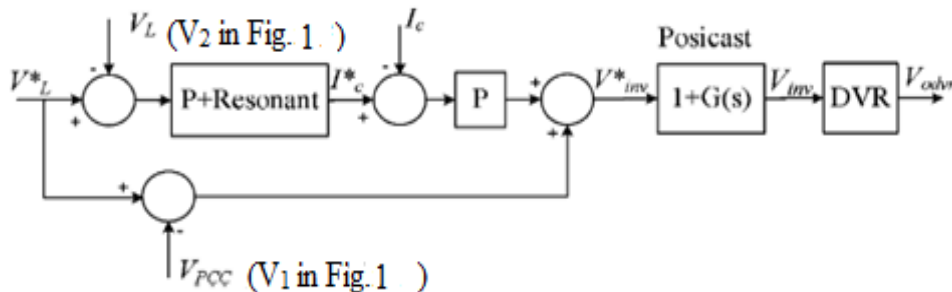 V_L (V_2 in Fig. 1 )
I_c
Posicast
V*_L
-
+
P+Resonant
I*_c
-
+
P
+
+
V*_inv
1+G(s)
V_inv
DVR
V_odvr
+
-
V_PCC (V_1 in Fig. 1 )